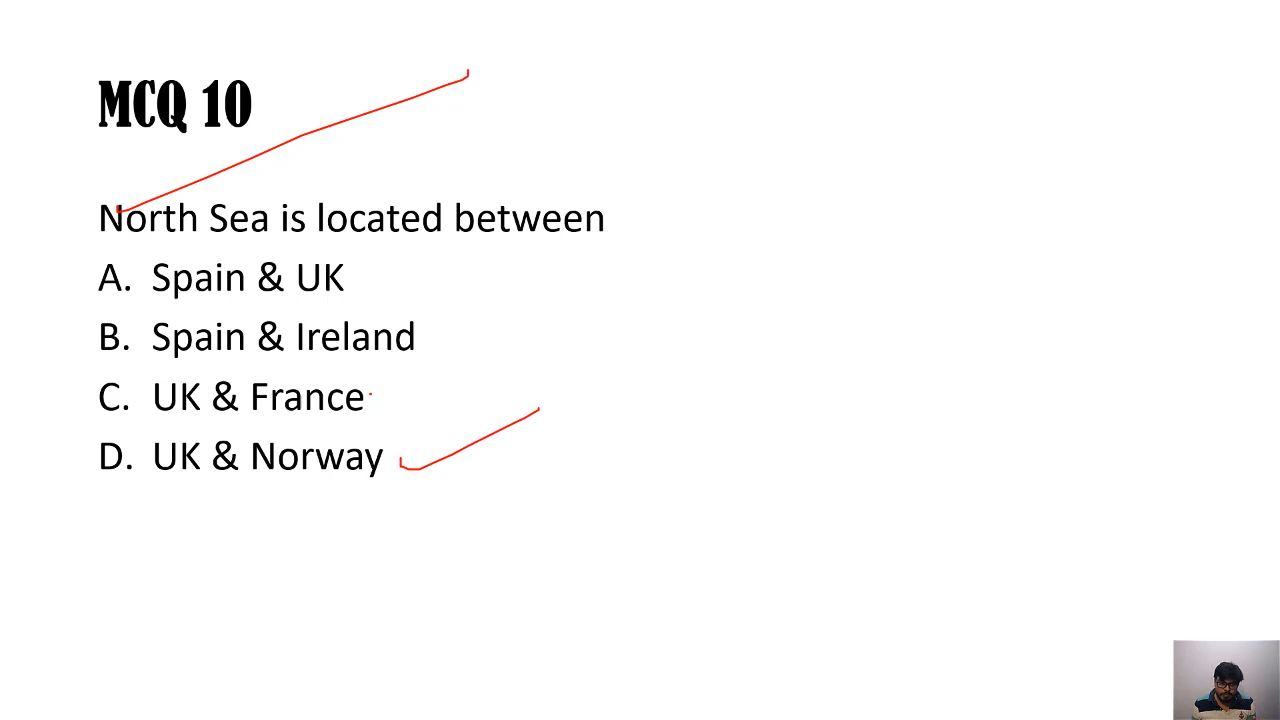 MCQ 10
North Sea is located between
A. Spain & UK
B. Spain & Ireland
C. UK & France
D. UK & Norway